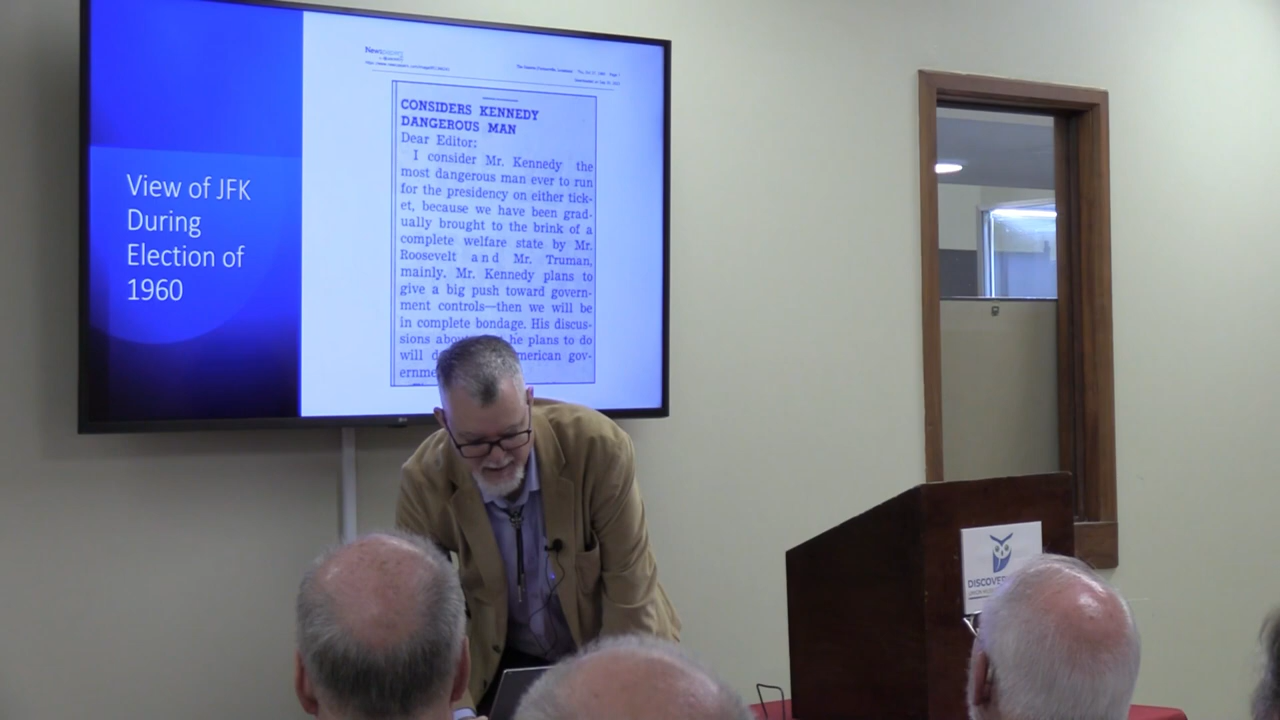 View of JFK
During
Election of
1960
CONSIDERS KENNEDY
DANGEROUS MAN
Dear Editor:
I consider Mr. Kennedy the
most dangerous man ever to run
for the presidency on either tick-
et, because we have been grad-
ually brought to the brink of a
complete welfare state by Mr.
Roosevelt and Mr. Truman,
mainly. Mr. Kennedy plans to
give a big push toward govern-
ment controls—then we will be
in complete bondage. His discus-
sions he plans to do
will gov-
DISCOVER